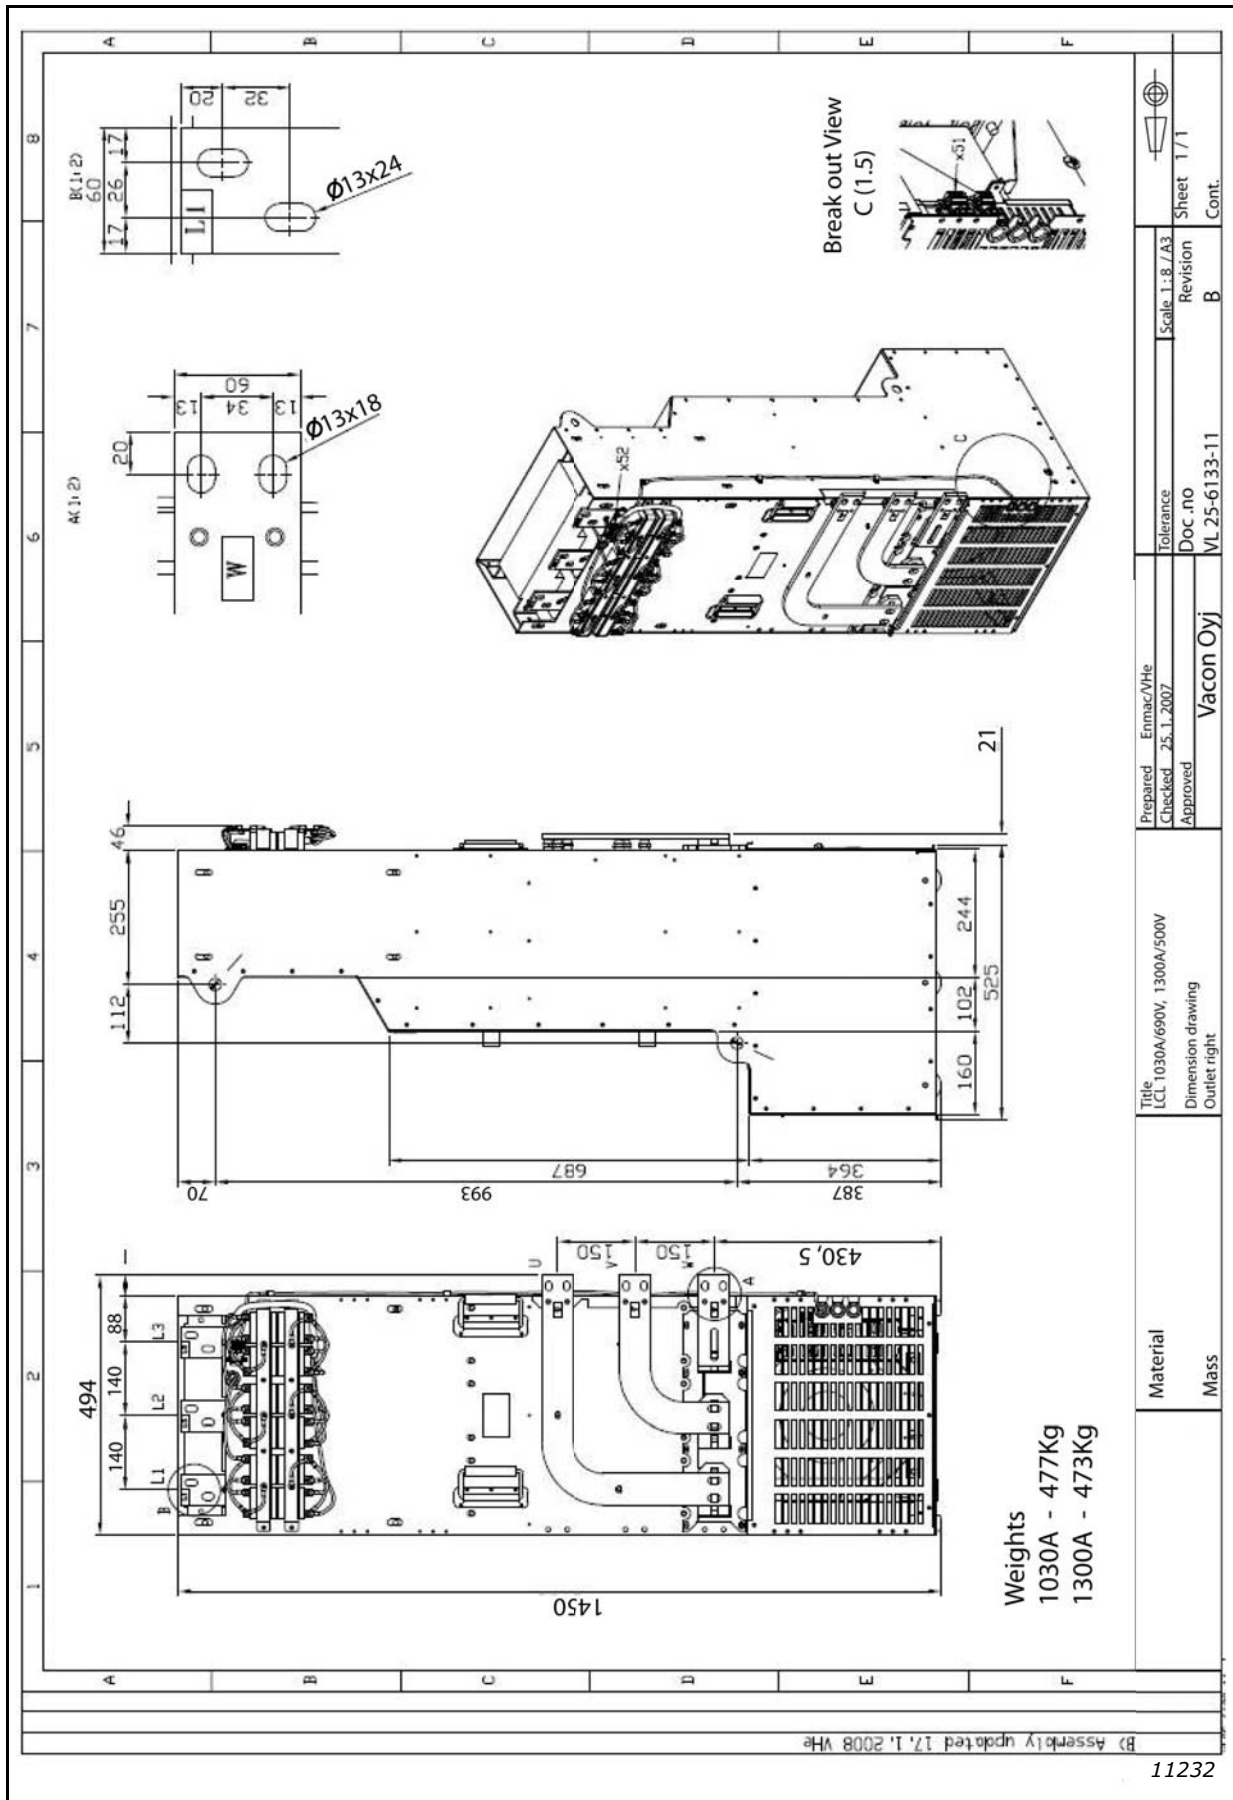 A
B
C
D
E
F
8
7
6
5
4
3
2
1
B(1:2)
60
17
26
17
20
32
L1
Ø13x24
A(1:2)
20
13
34
13
60
W
Ø13x18
Break out View
C (1.5)
x51
x52
C
46
255
112
21
244
102
160
525
70
993
387
687
364
494
88
140
140
L3
L2
L1
B
U
V
W
A
150
150
430,5
1450
Weights
1030A - 477Kg
1300A - 473Kg
Material
Mass
Title
LCL 1030A/690V, 1300A/500V
Dimension drawing
Outlet right
Prepared Enmac/VHe
Checked 25.1.2007
Approved
Vacon Oyj
Tolerance
Scale 1:8 /A3
Doc .no
VL 25-6133-11
Revision
B
Sheet 1/1
Cont.
A
B
C
D
E
F
B) Assembly updated 17.1.2008 VHe
11232